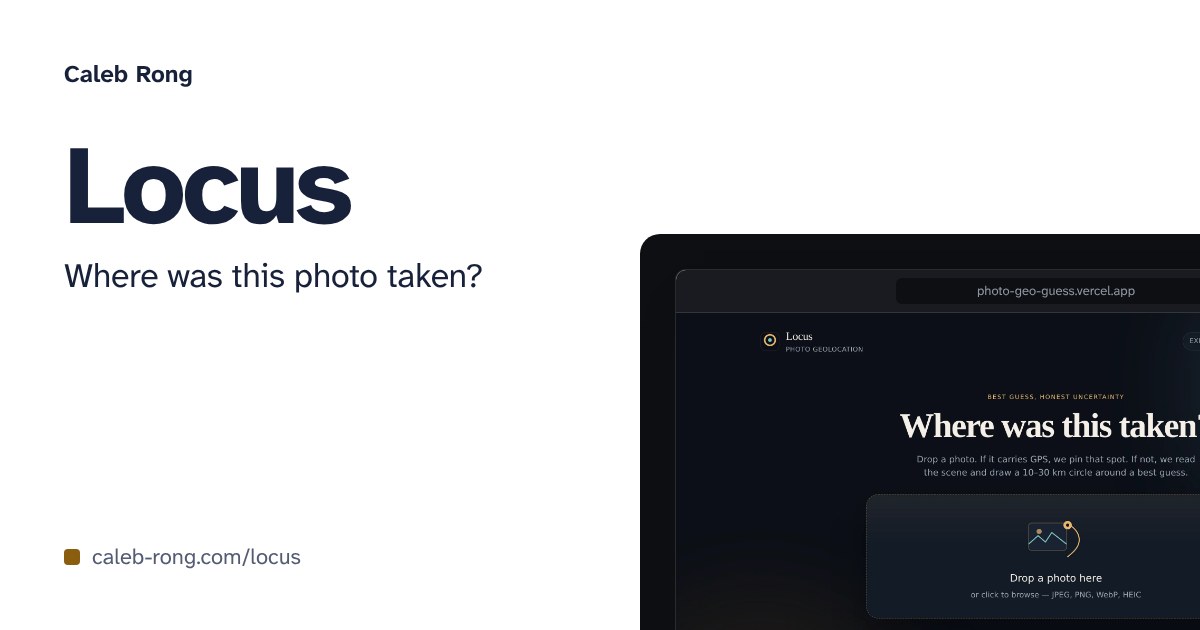 Caleb Rong
Locus
Where was this photo taken?
caleb-rong.com/locus
photo-geo-guess.vercel.app
Locus
PHOTO GEOLOCATION
BEST GUESS, HONEST UNCERTAINTY
Where was this taken?
Drop a photo. If it carries GPS, we pin that spot. If not, we read
the scene and draw a 10–30 km circle around a best guess.
Drop a photo here
or click to browse — JPEG, PNG, WebP, HEIC